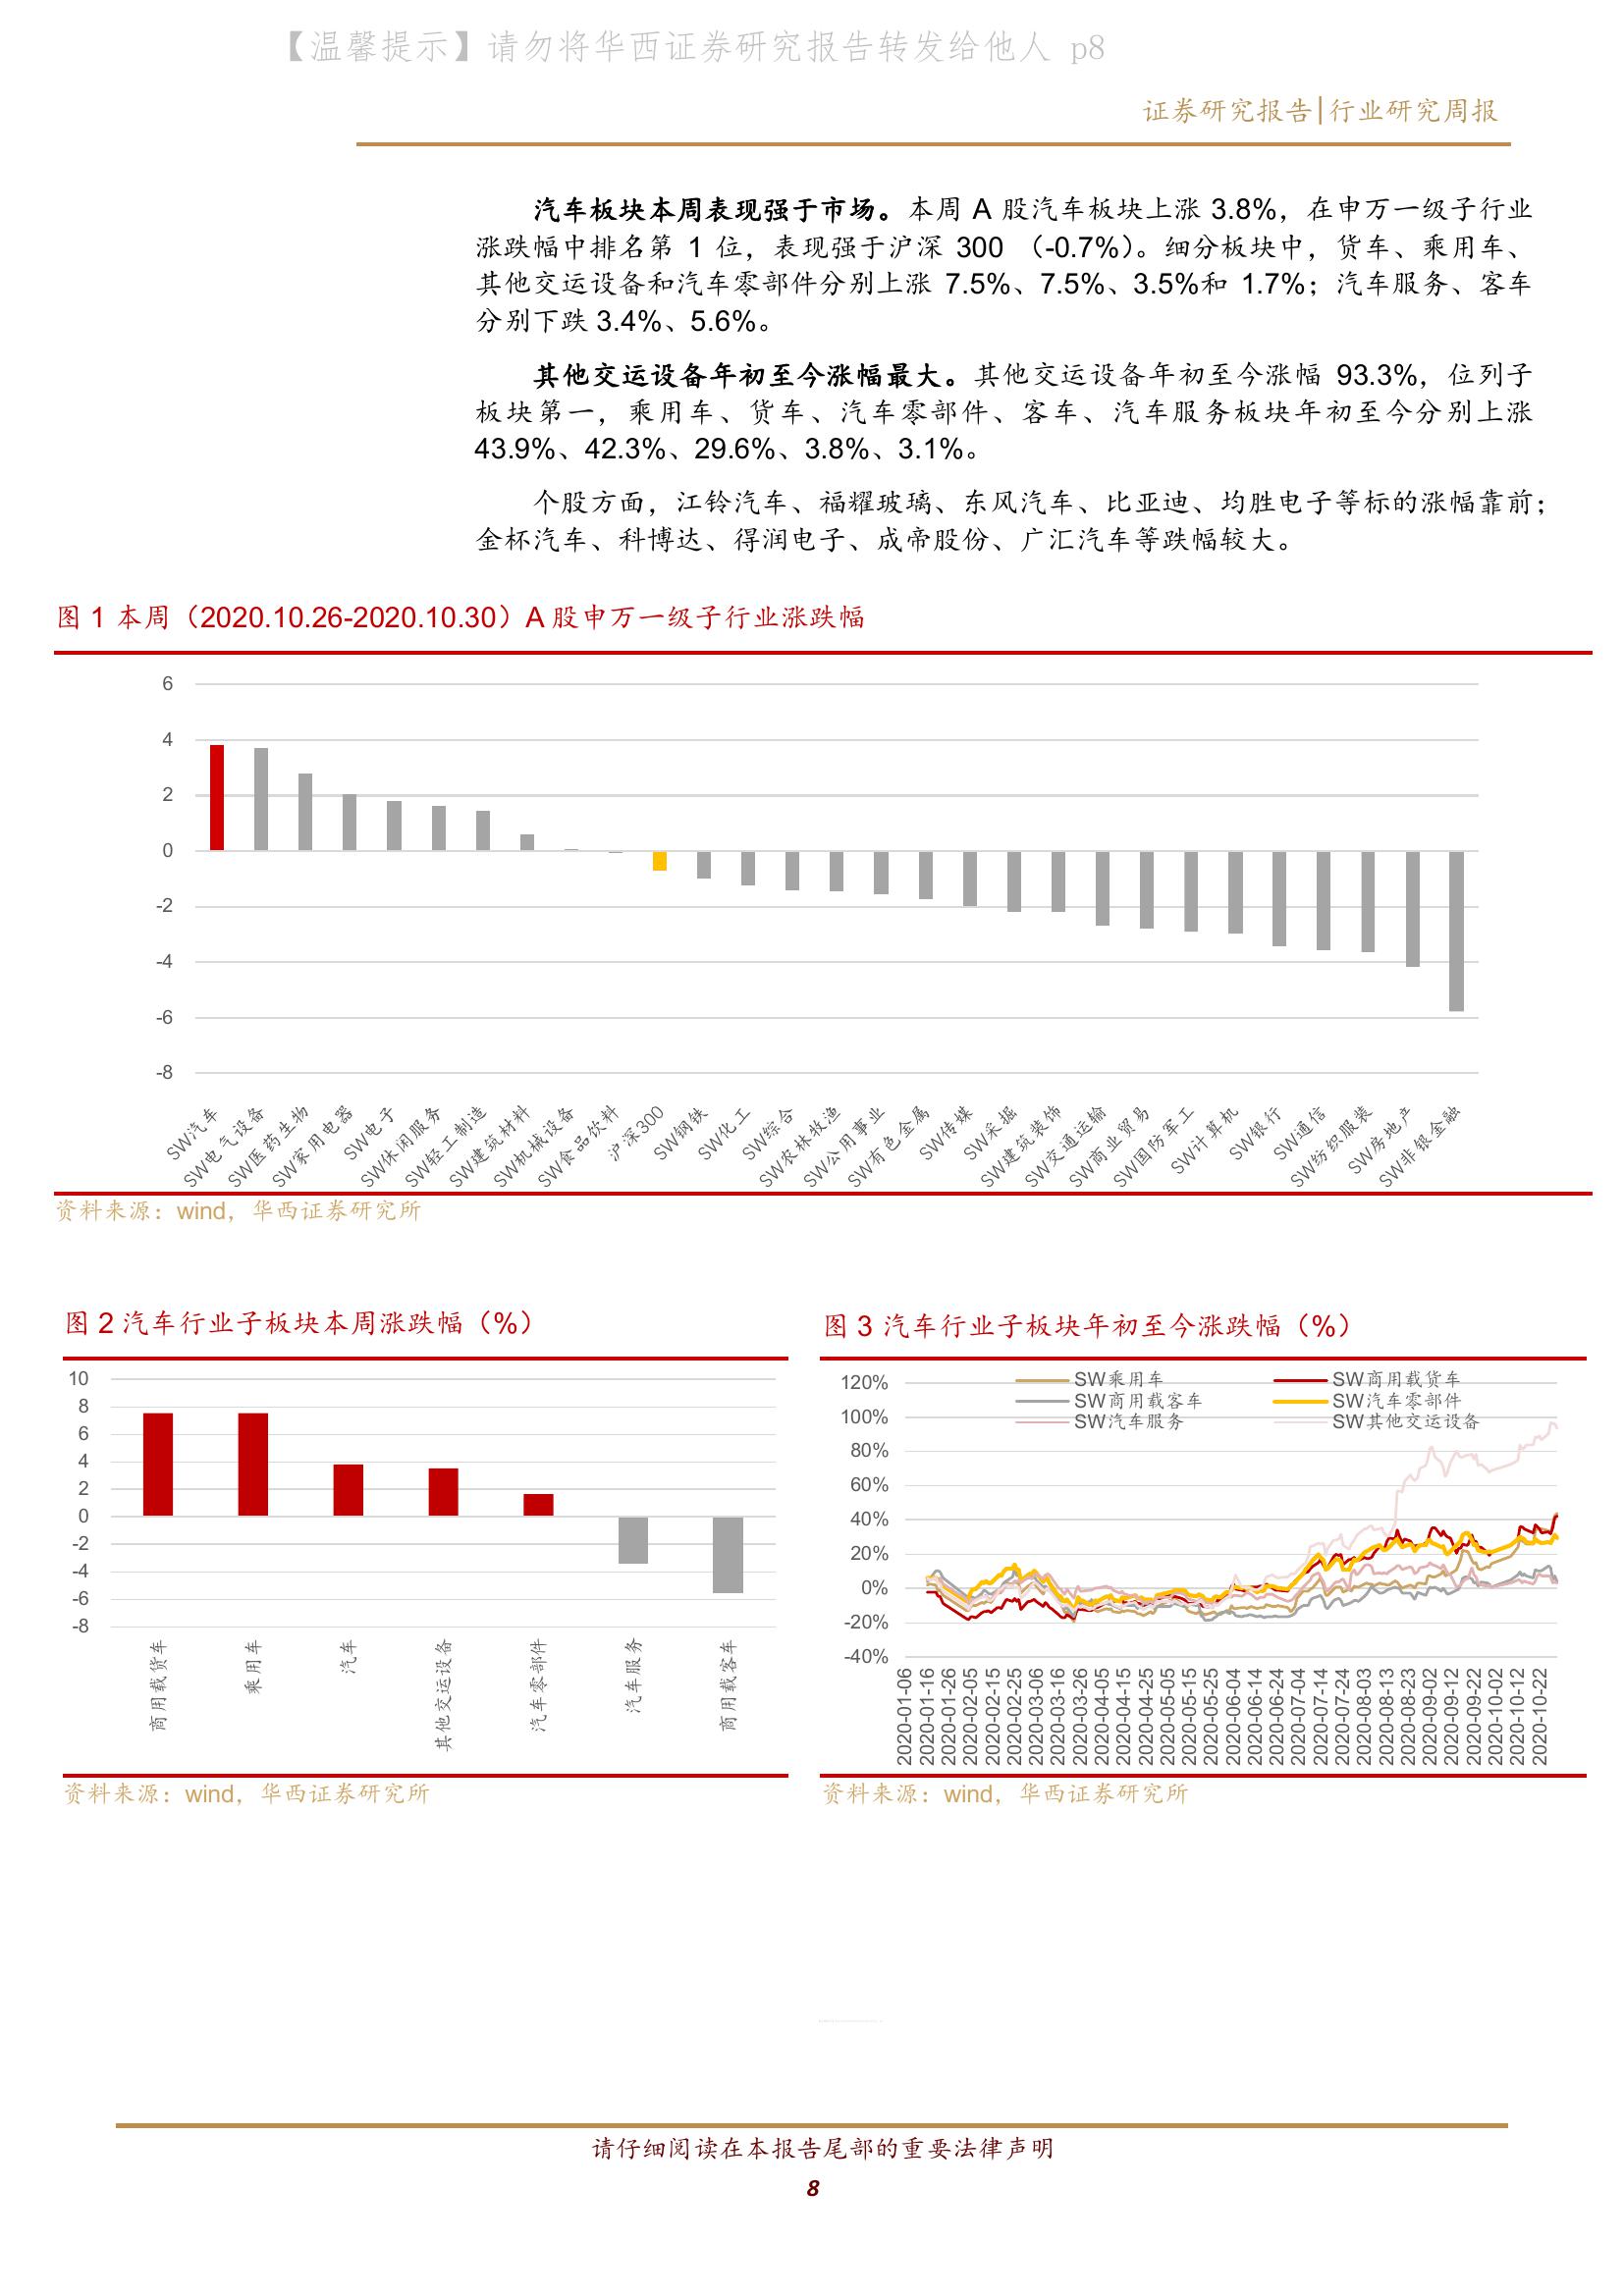 【温馨提示】请勿将华西证券研究报告转发给他人 p8
证券研究报告|行业研究周报
汽车板块本周表现强于市场。本周 A 股汽车板块上涨 3.8%，在申万一级子行业
涨跌幅中排名第 1 位，表现强于沪深 300 （-0.7%）。细分板块中，货车、乘用车、
其他交运设备和汽车零部件分别上涨 7.5%、7.5%、3.5%和 1.7%；汽车服务、客车
分别下跌 3.4%、5.6%。
其他交运设备年初至今涨幅最大。其他交运设备年初至今涨幅 93.3%，位列子
板块第一，乘用车、货车、汽车零部件、客车、汽车服务板块年初至今分别上涨
43.9%、42.3%、29.6%、3.8%、3.1%。
个股方面，江铃汽车、福耀玻璃、东风汽车、比亚迪、均胜电子等标的涨幅靠前；
金杯汽车、科博达、得润电子、成帝股份、广汇汽车等跌幅较大。
图 1 本周（2020.10.26-2020.10.30）A 股申万一级子行业涨跌幅
6
4
2
0
-2
-4
-6
-8
SW汽车
SW电气设备
SW医药生物
SW家用电器
SW电子
SW休闲服务
SW轻工制造
SW建筑材料
SW机械设备
SW食品饮料
沪深300
SW钢铁
SW化工
SW综合
SW农林牧渔
SW公用事业
SW有色金属
SW传媒
SW采掘
SW建筑装饰
SW交通运输
SW商业贸易
SW国防军工
SW计算机
SW银行
SW通信
SW纺织服装
SW房地产
SW非银金融
资料来源：wind，华西证券研究所
图 2 汽车行业子板块本周涨跌幅（%）
10
8
6
4
2
0
-2
-4
-6
-8
商用载货车
乘用车
汽车
其他交运设备
汽车零部件
汽车服务
商用载客车
资料来源：wind，华西证券研究所
图 3 汽车行业子板块年初至今涨跌幅（%）
SW乘用车
SW商用载货车
SW商用载客车
SW汽车零部件
SW汽车服务
SW其他交运设备
120%
100%
80%
60%
40%
20%
0%
-20%
-40%
2020-01-06
2020-01-16
2020-01-26
2020-02-05
2020-02-15
2020-02-25
2020-03-06
2020-03-16
2020-03-26
2020-04-05
2020-04-15
2020-04-25
2020-05-05
2020-05-15
2020-05-25
2020-06-04
2020-06-14
2020-06-24
2020-07-04
2020-07-14
2020-07-24
2020-08-03
2020-08-13
2020-08-23
2020-09-02
2020-09-12
2020-09-22
2020-10-02
2020-10-12
2020-10-22
资料来源：wind，华西证券研究所
请仔细阅读在本报告尾部的重要法律声明
8